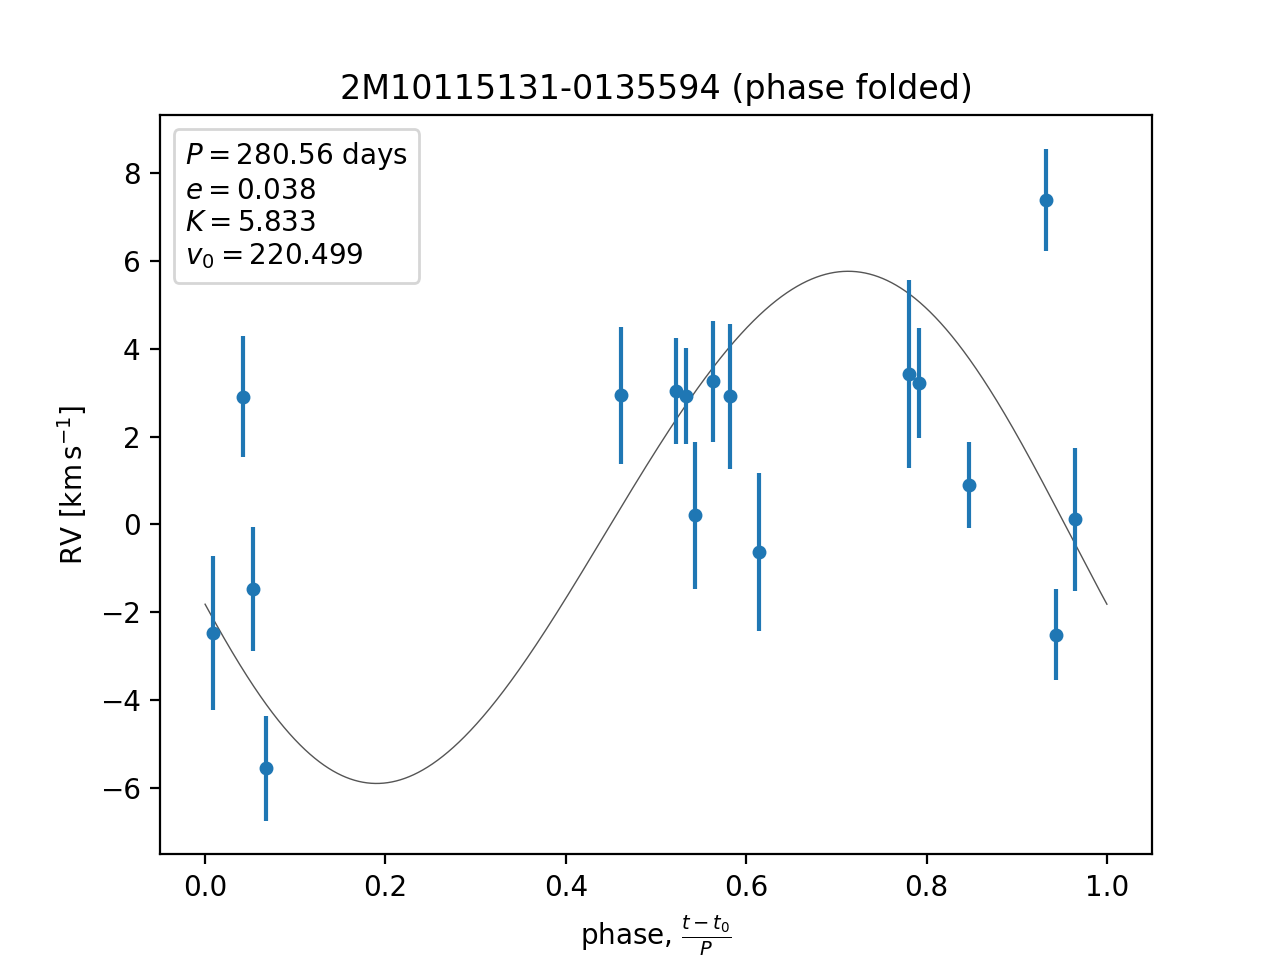 2M10115131-0135594 (phase folded)
P = 280.56 days
e = 0.038
K = 5.833
v₀ = 220.499
8
6
4
2
0
−2
−4
−6
RV [km s⁻¹]
0.0 0.2 0.4 0.6 0.8 1.0
phase, (t − t₀)/P